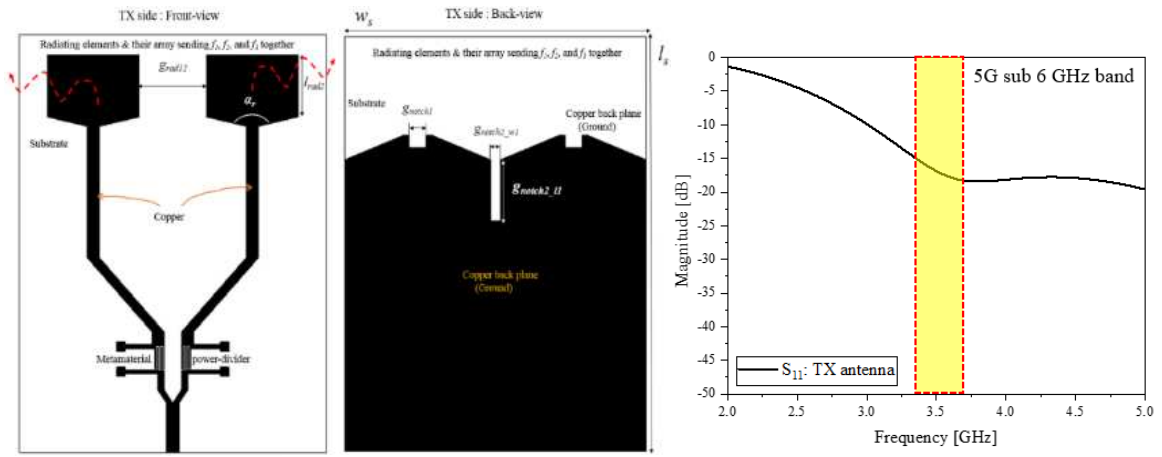 TX side : Front-view
Radiating elements & their array sending f1, f2, and f3 together
grad12
lrad2
αr
Substrate
Copper
Metamaterial power-divider
TX side : Back-view
ws
ls
Radiating elements & their array sending f1, f2, and f3 together
Substrate
gnotch1
gnotch2_w1
Copper back plane
(Ground)
gnotch2_l1
Copper back plane
(Ground)
5G sub 6 GHz band
Magnitude [dB]
0
-5
-10
-15
-20
-25
-30
-35
-40
-45
-50
S11: TX antenna
2.0 2.5 3.0 3.5 4.0 4.5 5.0
Frequency [GHz]